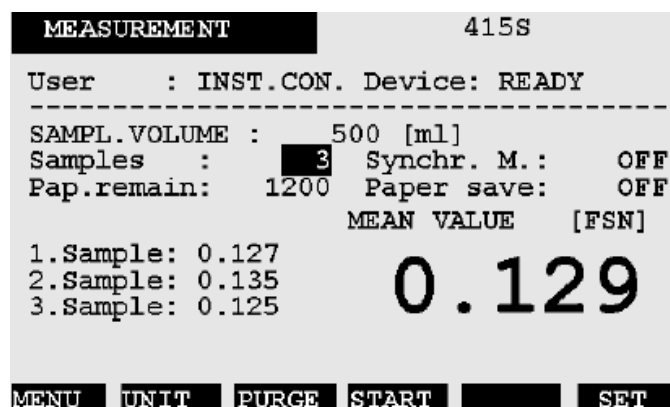 MEASUREMENT 415S
User : INST.CON. Device: READY
SAMPL.VOLUME : 500 [ml]
Samples : 3 Synchr. M.: OFF
Pap.remain: 1200 Paper save: OFF
MEAN VALUE [FSN]
1.Sample: 0.127
2.Sample: 0.135
3.Sample: 0.125
0.129
MENU UNIT PURGE START SET